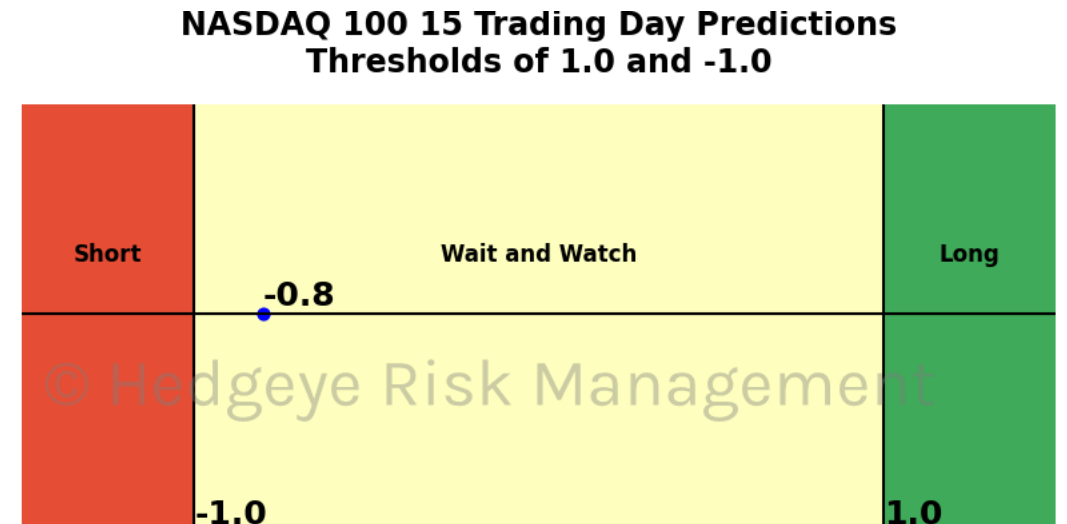 NASDAQ 100 15 Trading Day Predictions
Thresholds of 1.0 and -1.0
Short
Wait and Watch
Long
-0.8
© Hedgeye Risk Management
-1.0
1.0